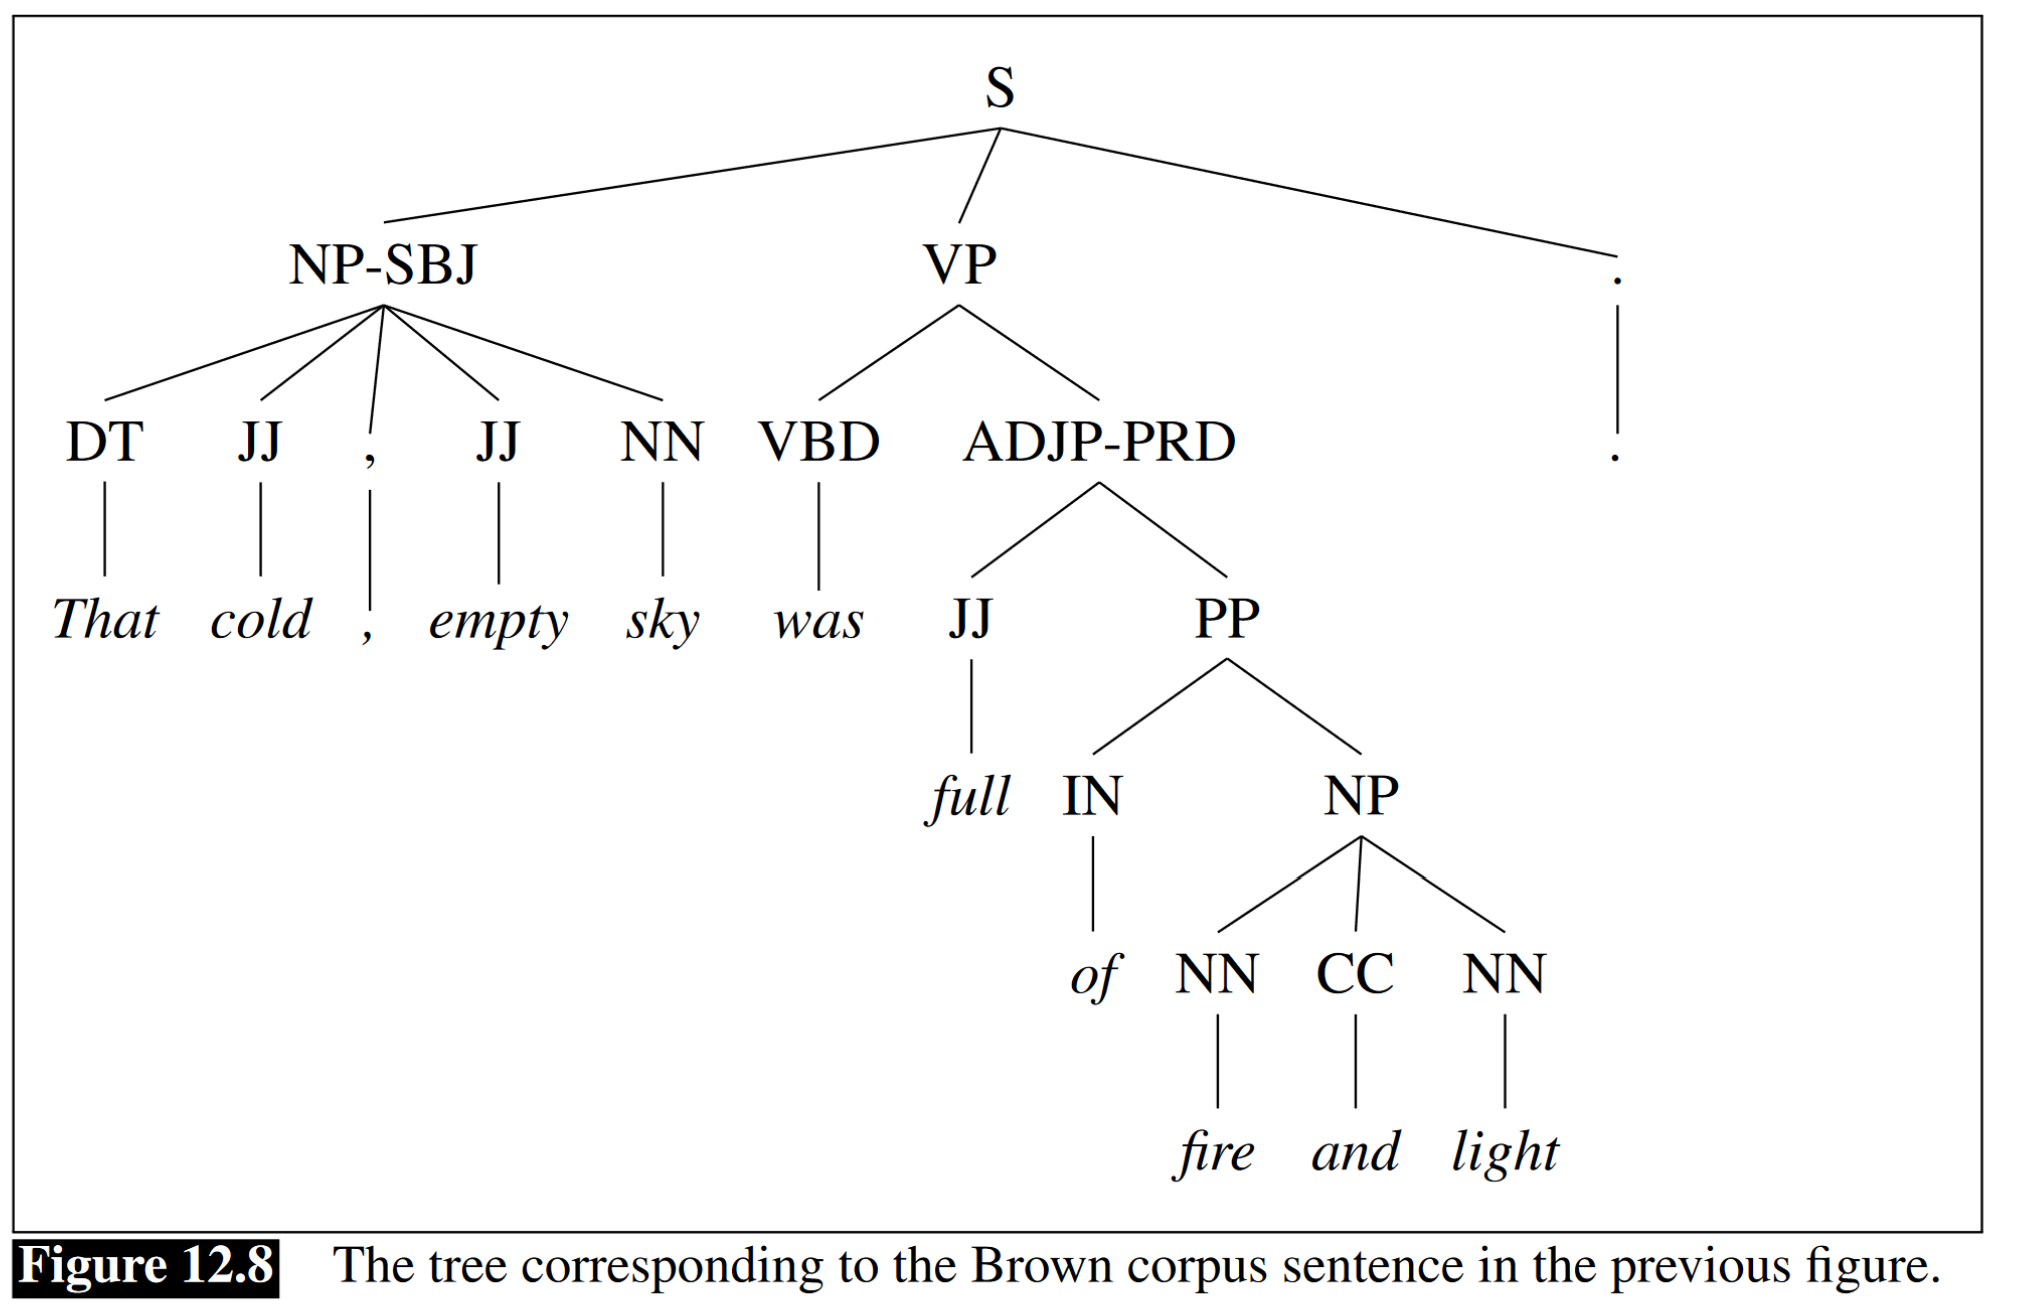 S
NP-SBJ VP .
DT JJ , JJ NN VBD ADJP-PRD .
That cold , empty sky was JJ PP
full IN NP
of NN CC NN
fire and light
Figure 12.8 The tree corresponding to the Brown corpus sentence in the previous figure.